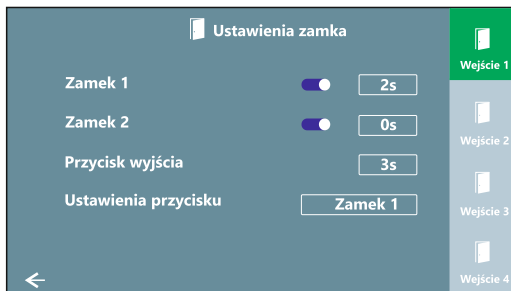 Ustawienia zamka
Zamek 1 2s
Zamek 2 0s
Przycisk wyjścia 3s
Ustawienia przycisku Zamek 1
Wejście 1
Wejście 2
Wejście 3
Wejście 4